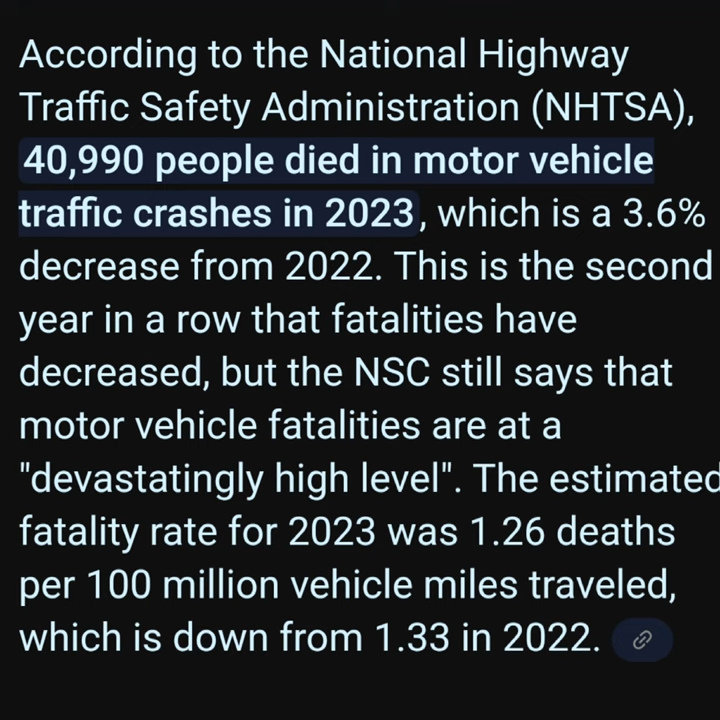 According to the National Highway
Traffic Safety Administration (NHTSA),
40,990 people died in motor vehicle
traffic crashes in 2023, which is a 3.6%
decrease from 2022. This is the second
year in a row that fatalities have
decreased, but the NSC still says that
motor vehicle fatalities are at a
"devastatingly high level". The estimated
fatality rate for 2023 was 1.26 deaths
per 100 million vehicle miles traveled,
which is down from 1.33 in 2022.